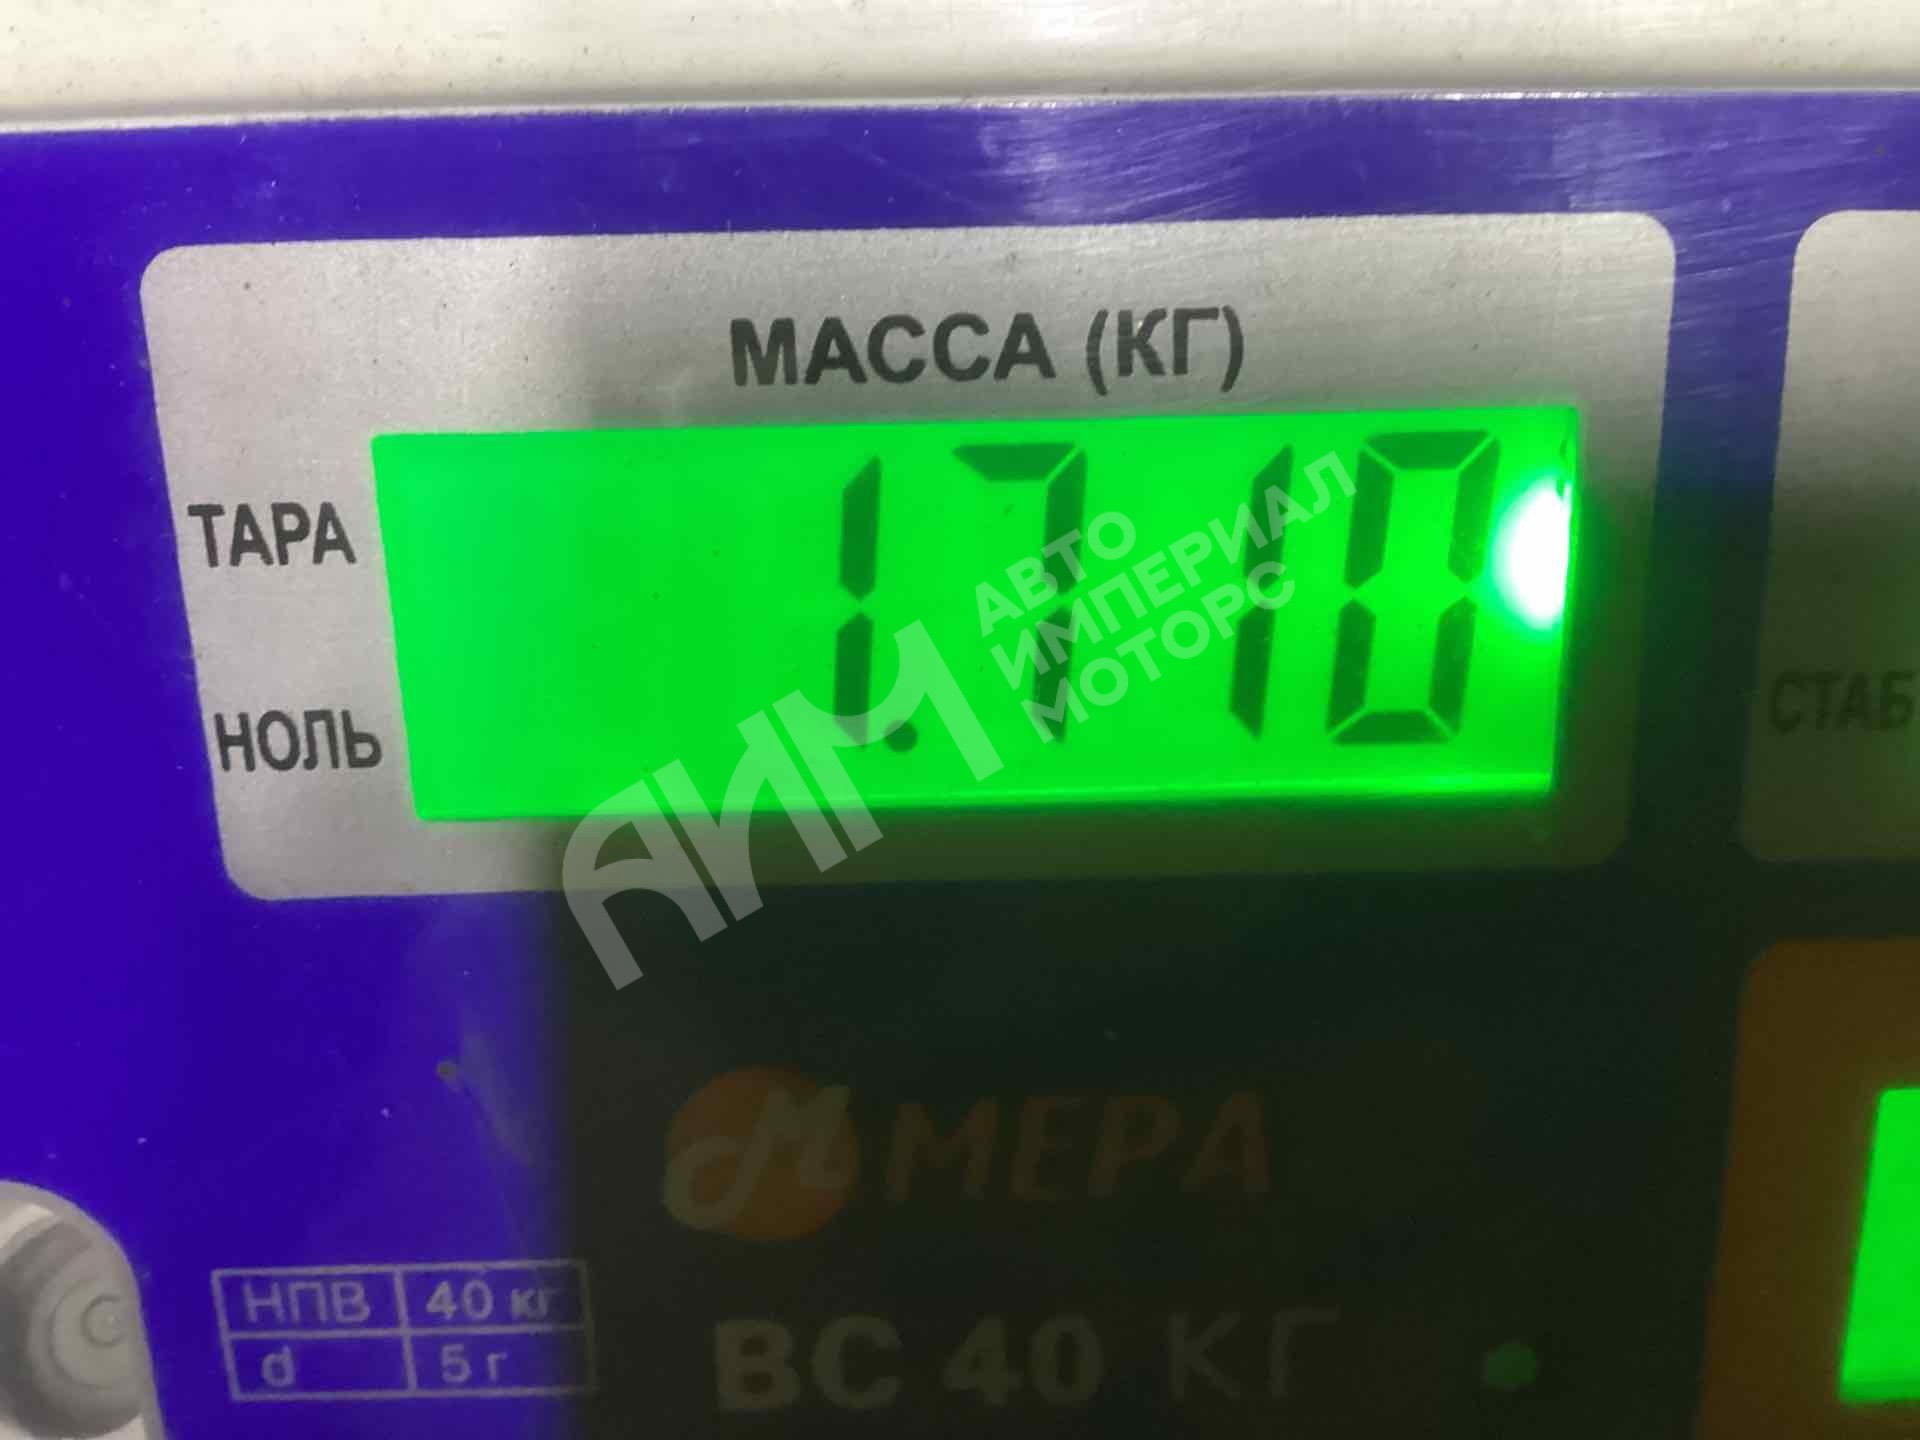 МАССА (КГ)
ТАРА
1.710
НОЛЬ
СТАБ
АИМ
АВТО
ИМПЕРИАЛ
МОТОРС
МЕРА
НПВ 40 кг
d 5 г
ВС 40 КГ